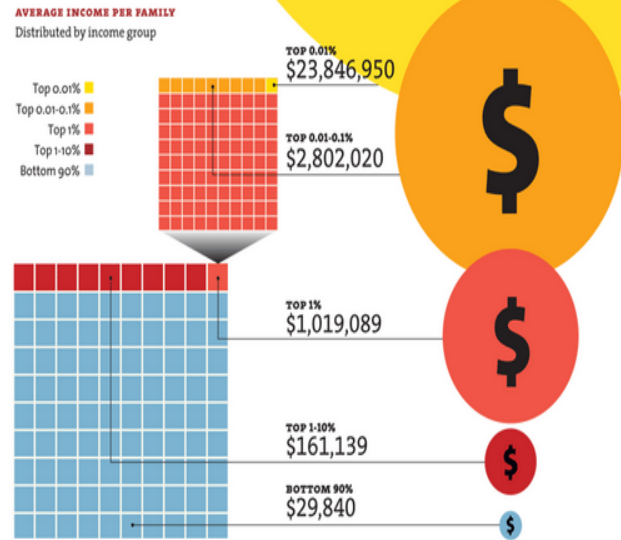 AVERAGE INCOME PER FAMILY
Distributed by income group
Top 0.01%
Top 0.01-0.1%
Top 1%
Top 1-10%
Bottom 90%
TOP 0.01%
$23,846,950
TOP 0.01-0.1%
$2,802,020
TOP 1%
$1,019,089
TOP 1-10%
$161,139
BOTTOM 90%
$29,840
$
$
$
$